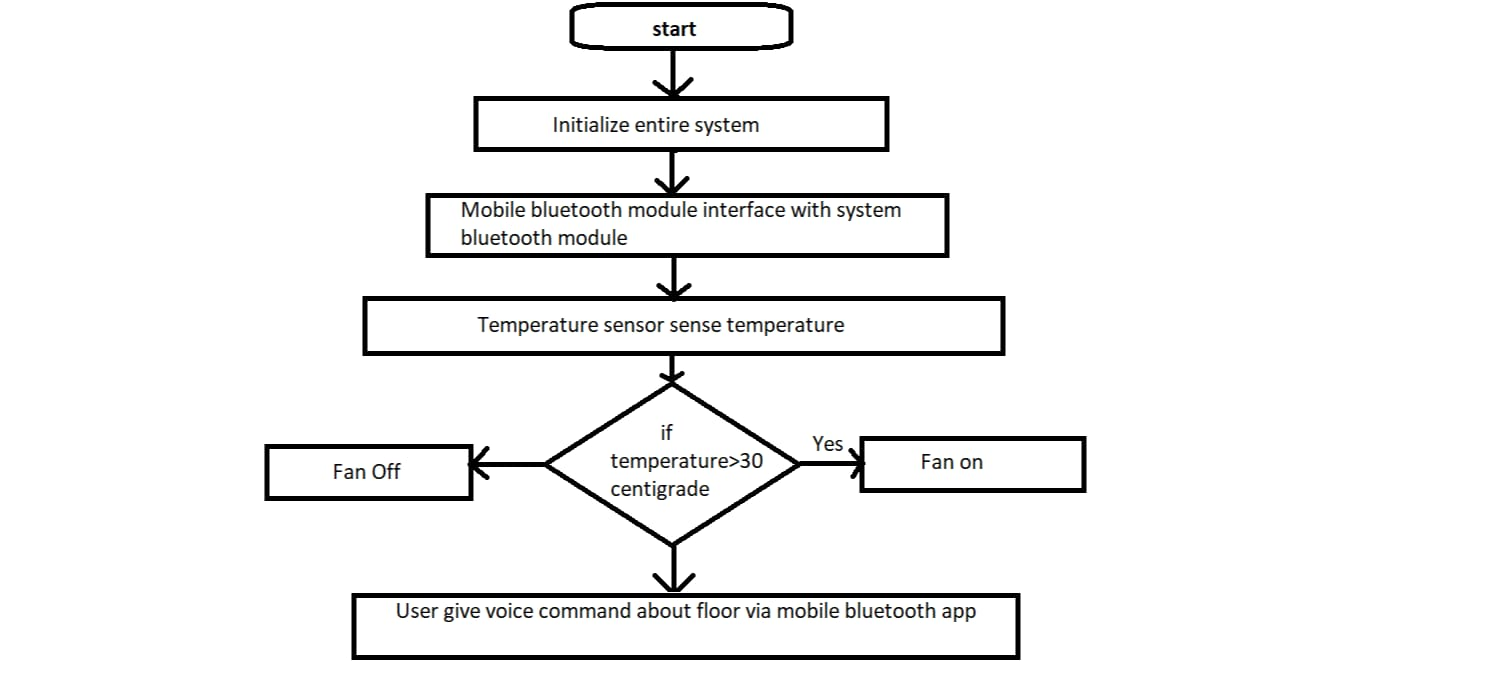 start
Initialize entire system
Mobile bluetooth module interface with system
bluetooth module
Temperature sensor sense temperature
if
temperature>30
centigrade
Yes
Fan on
Fan Off
User give voice command about floor via mobile bluetooth app